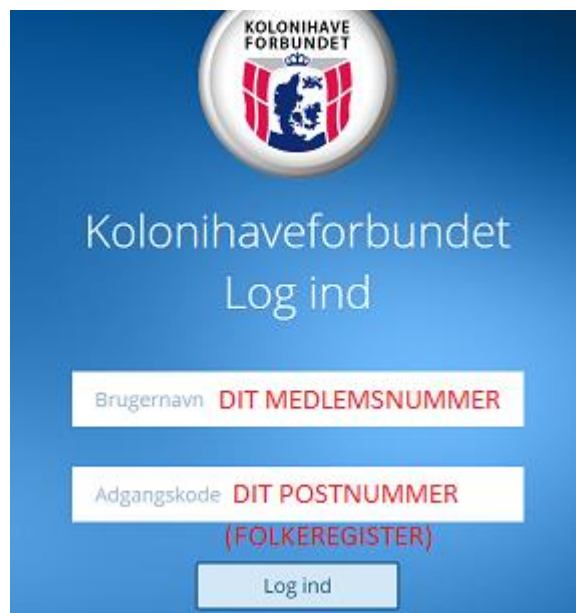 KOLONIHAVE
FORBUNDET
Kolonihaveforbundet
Log ind
Brugernavn DIT MEDLEMSNUMMER
Adgangskode DIT POSTNUMMER
(FOLKEREGISTER)
Log ind